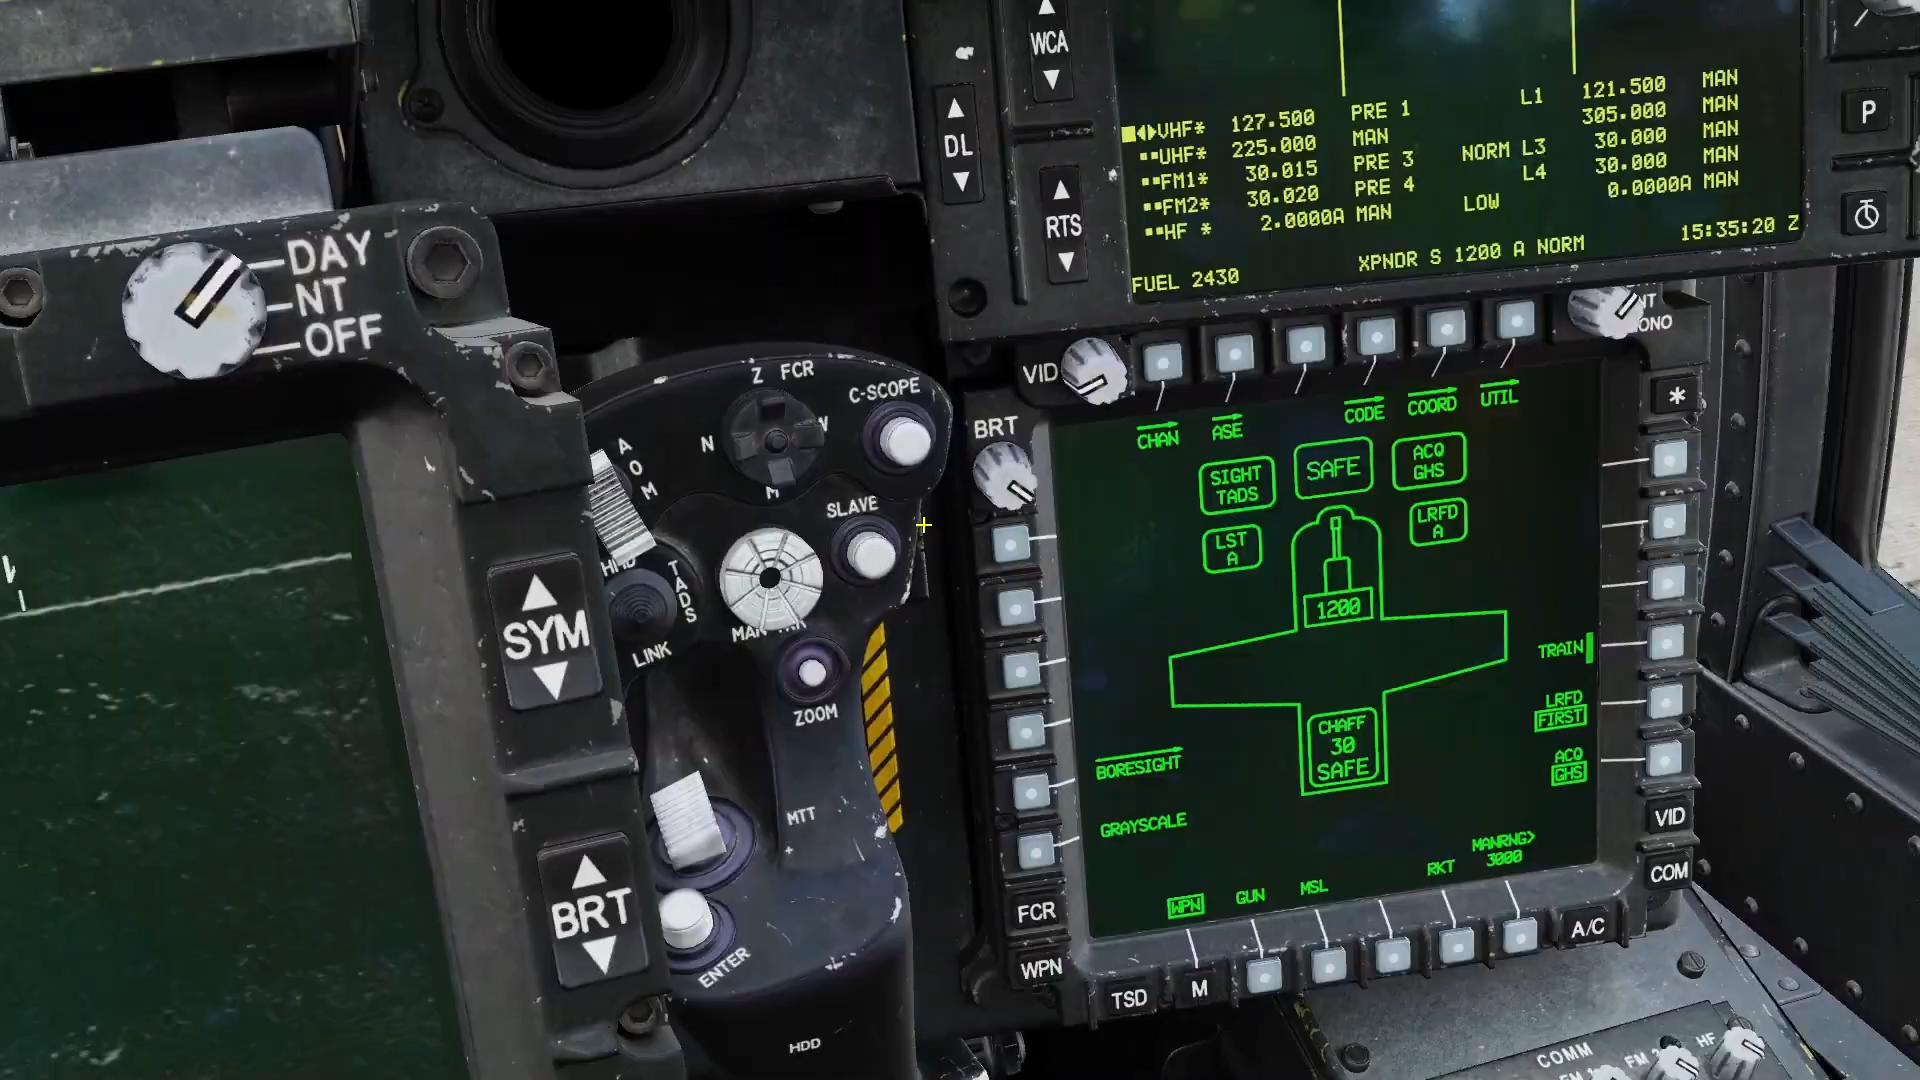 WCA
DL
RTS
VHF* 127.500 PRE 1 L1 121.500 MAN
UHF* 225.000 MAN 305.000 MAN
FM1* 30.015 PRE 3 NORM L3 30.000 MAN
FM2* 30.020 PRE 4 L4 30.000 MAN
HF * 2.0000A MAN LOW 0.0000A MAN
FUEL 2430 XPNDR S 1200 A NORM 15:35:20 Z
P
DAY
NT
OFF
Z FCR
C-SCOPE
N
M
SLAVE
TADS
LINK
ZOOM
MTT
ENTER
HDD
SYM
BRT
VID
BRT
NT
ONO
*
CHAN ASE CODE COORD UTIL
SIGHT
TADS
SAFE
ACQ
GHS
LST
A
LRFD
A
1200
TRAIN
LRFD
FIRST
ACQ
GHS
CHAFF
30
SAFE
BORESIGHT
GRAYSCALE
WPN GUN MSL RKT MANRNG>
3000
FCR
WPN
TSD
M
A/C
COM
VID
COMM
HF